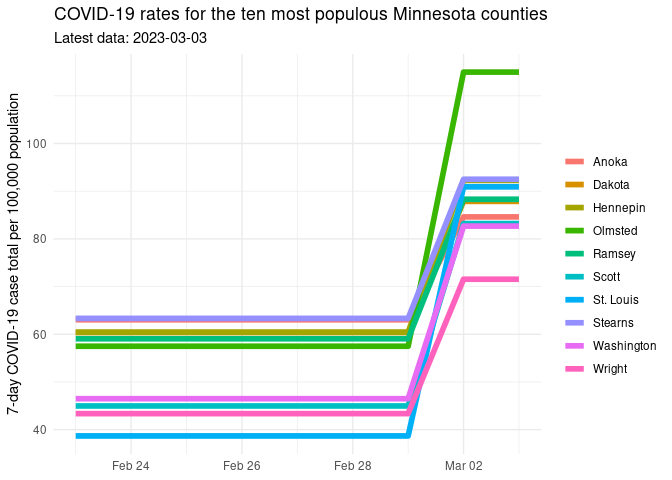 COVID-19 rates for the ten most populous Minnesota counties
Latest data: 2023-03-03
7-day COVID-19 case total per 100,000 population
100
80
60
40
Feb 24
Feb 26
Feb 28
Mar 02
Anoka
Dakota
Hennepin
Olmsted
Ramsey
Scott
St. Louis
Stearns
Washington
Wright